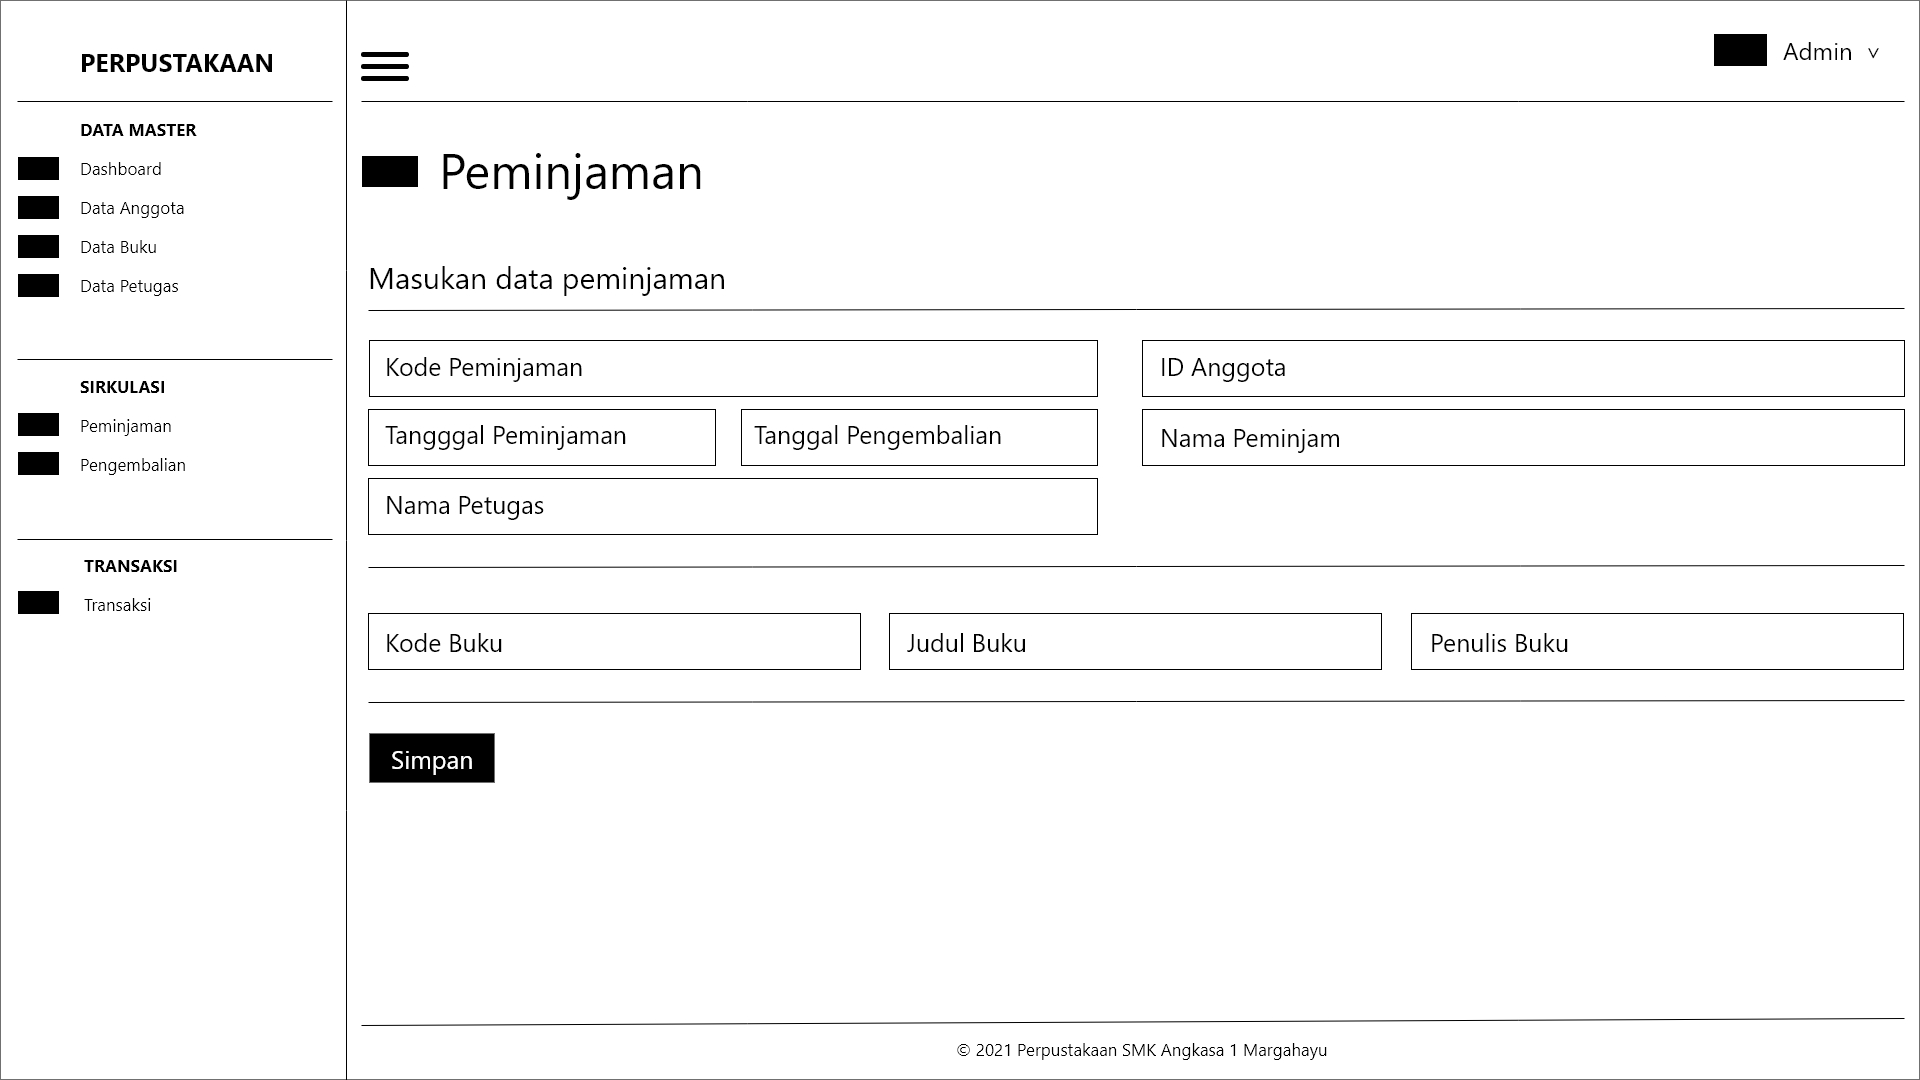 PERPUSTAKAAN
DATA MASTER
Dashboard
Data Anggota
Data Buku
Data Petugas
SIRKULASI
Peminjaman
Pengembalian
TRANSAKSI
Transaksi
Admin ˅
Peminjaman
Masukan data peminjaman
Kode Peminjaman
ID Anggota
Tangggal Peminjaman
Tanggal Pengembalian
Nama Peminjam
Nama Petugas
Kode Buku
Judul Buku
Penulis Buku
Simpan
© 2021 Perpustakaan SMK Angkasa 1 Margahayu